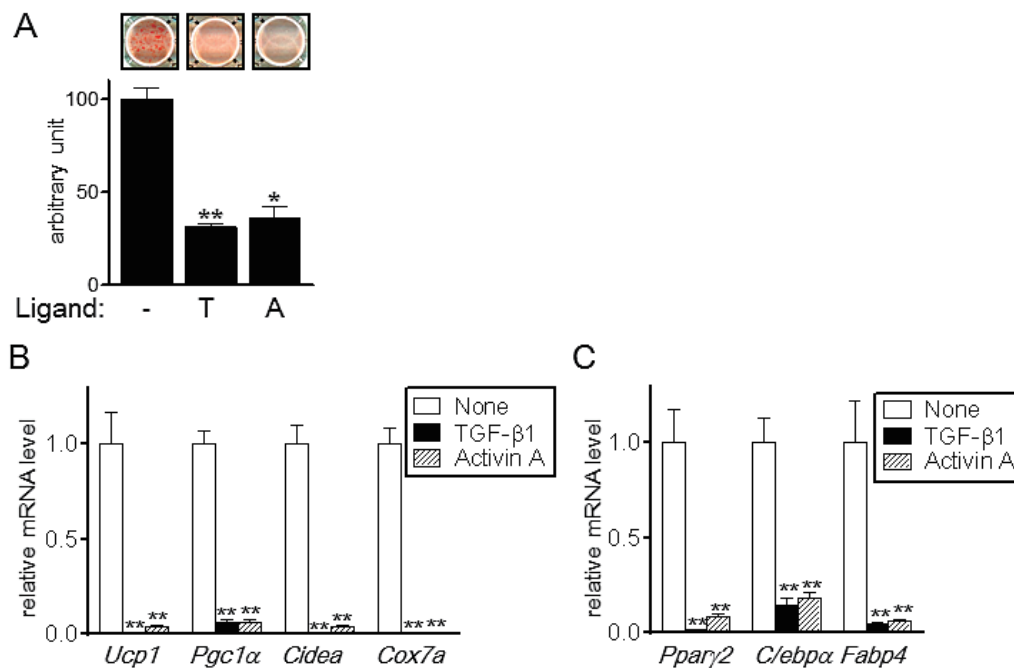 A
arbitrary unit
100
50
0
**
*
Ligand: - T A
B
relative mRNA level
1.0
0.5
0.0
None
TGF-β1
Activin A
** ** ** ** ** ** ** **
Ucp1 Pgc1α Cidea Cox7a
C
relative mRNA level
1.0
0.5
0.0
None
TGF-β1
Activin A
** ** ** ** ** **
Pparγ2 C/ebpα Fabp4